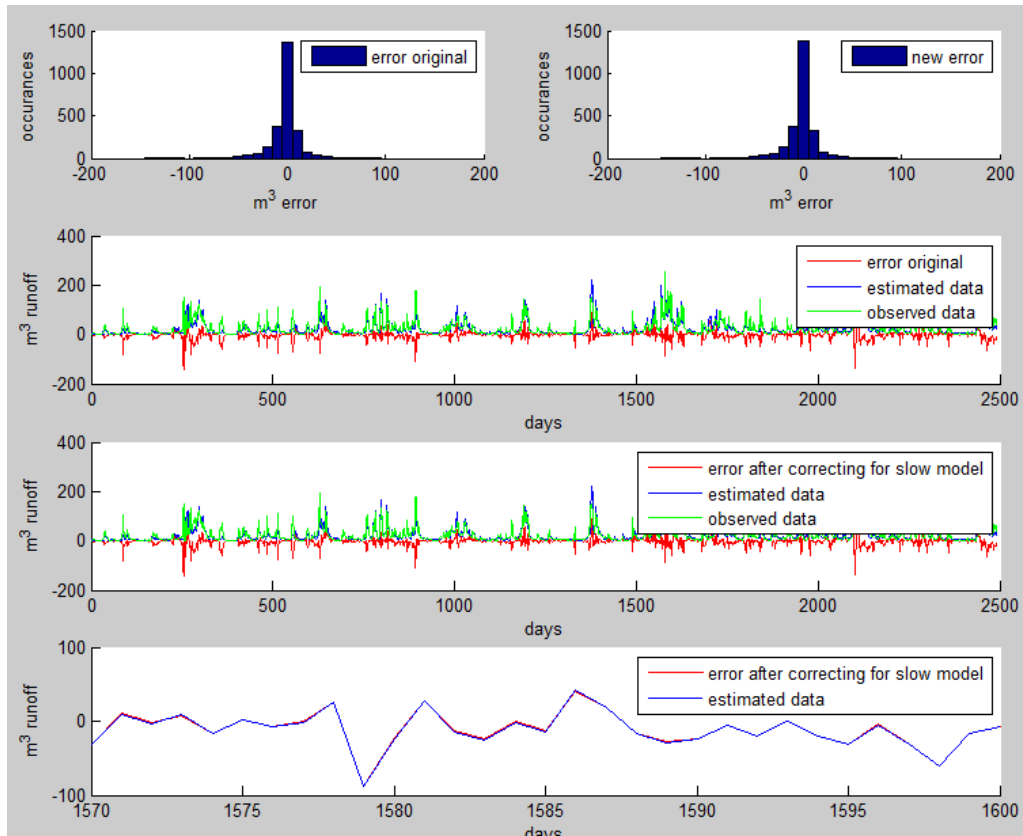 1500
1000
500
0
occurances
error original
-200 -100 0 100 200
m³ error
1500
1000
500
0
occurances
new error
-200 -100 0 100 200
m³ error
400
200
0
-200
m³ runoff
error original
estimated data
observed data
0 500 1000 1500 2000 2500
days
400
200
0
-200
m³ runoff
error after correcting for slow model
estimated data
observed data
0 500 1000 1500 2000 2500
days
100
0
-100
m³ runoff
error after correcting for slow model
estimated data
1570 1575 1580 1585 1590 1595 1600
days